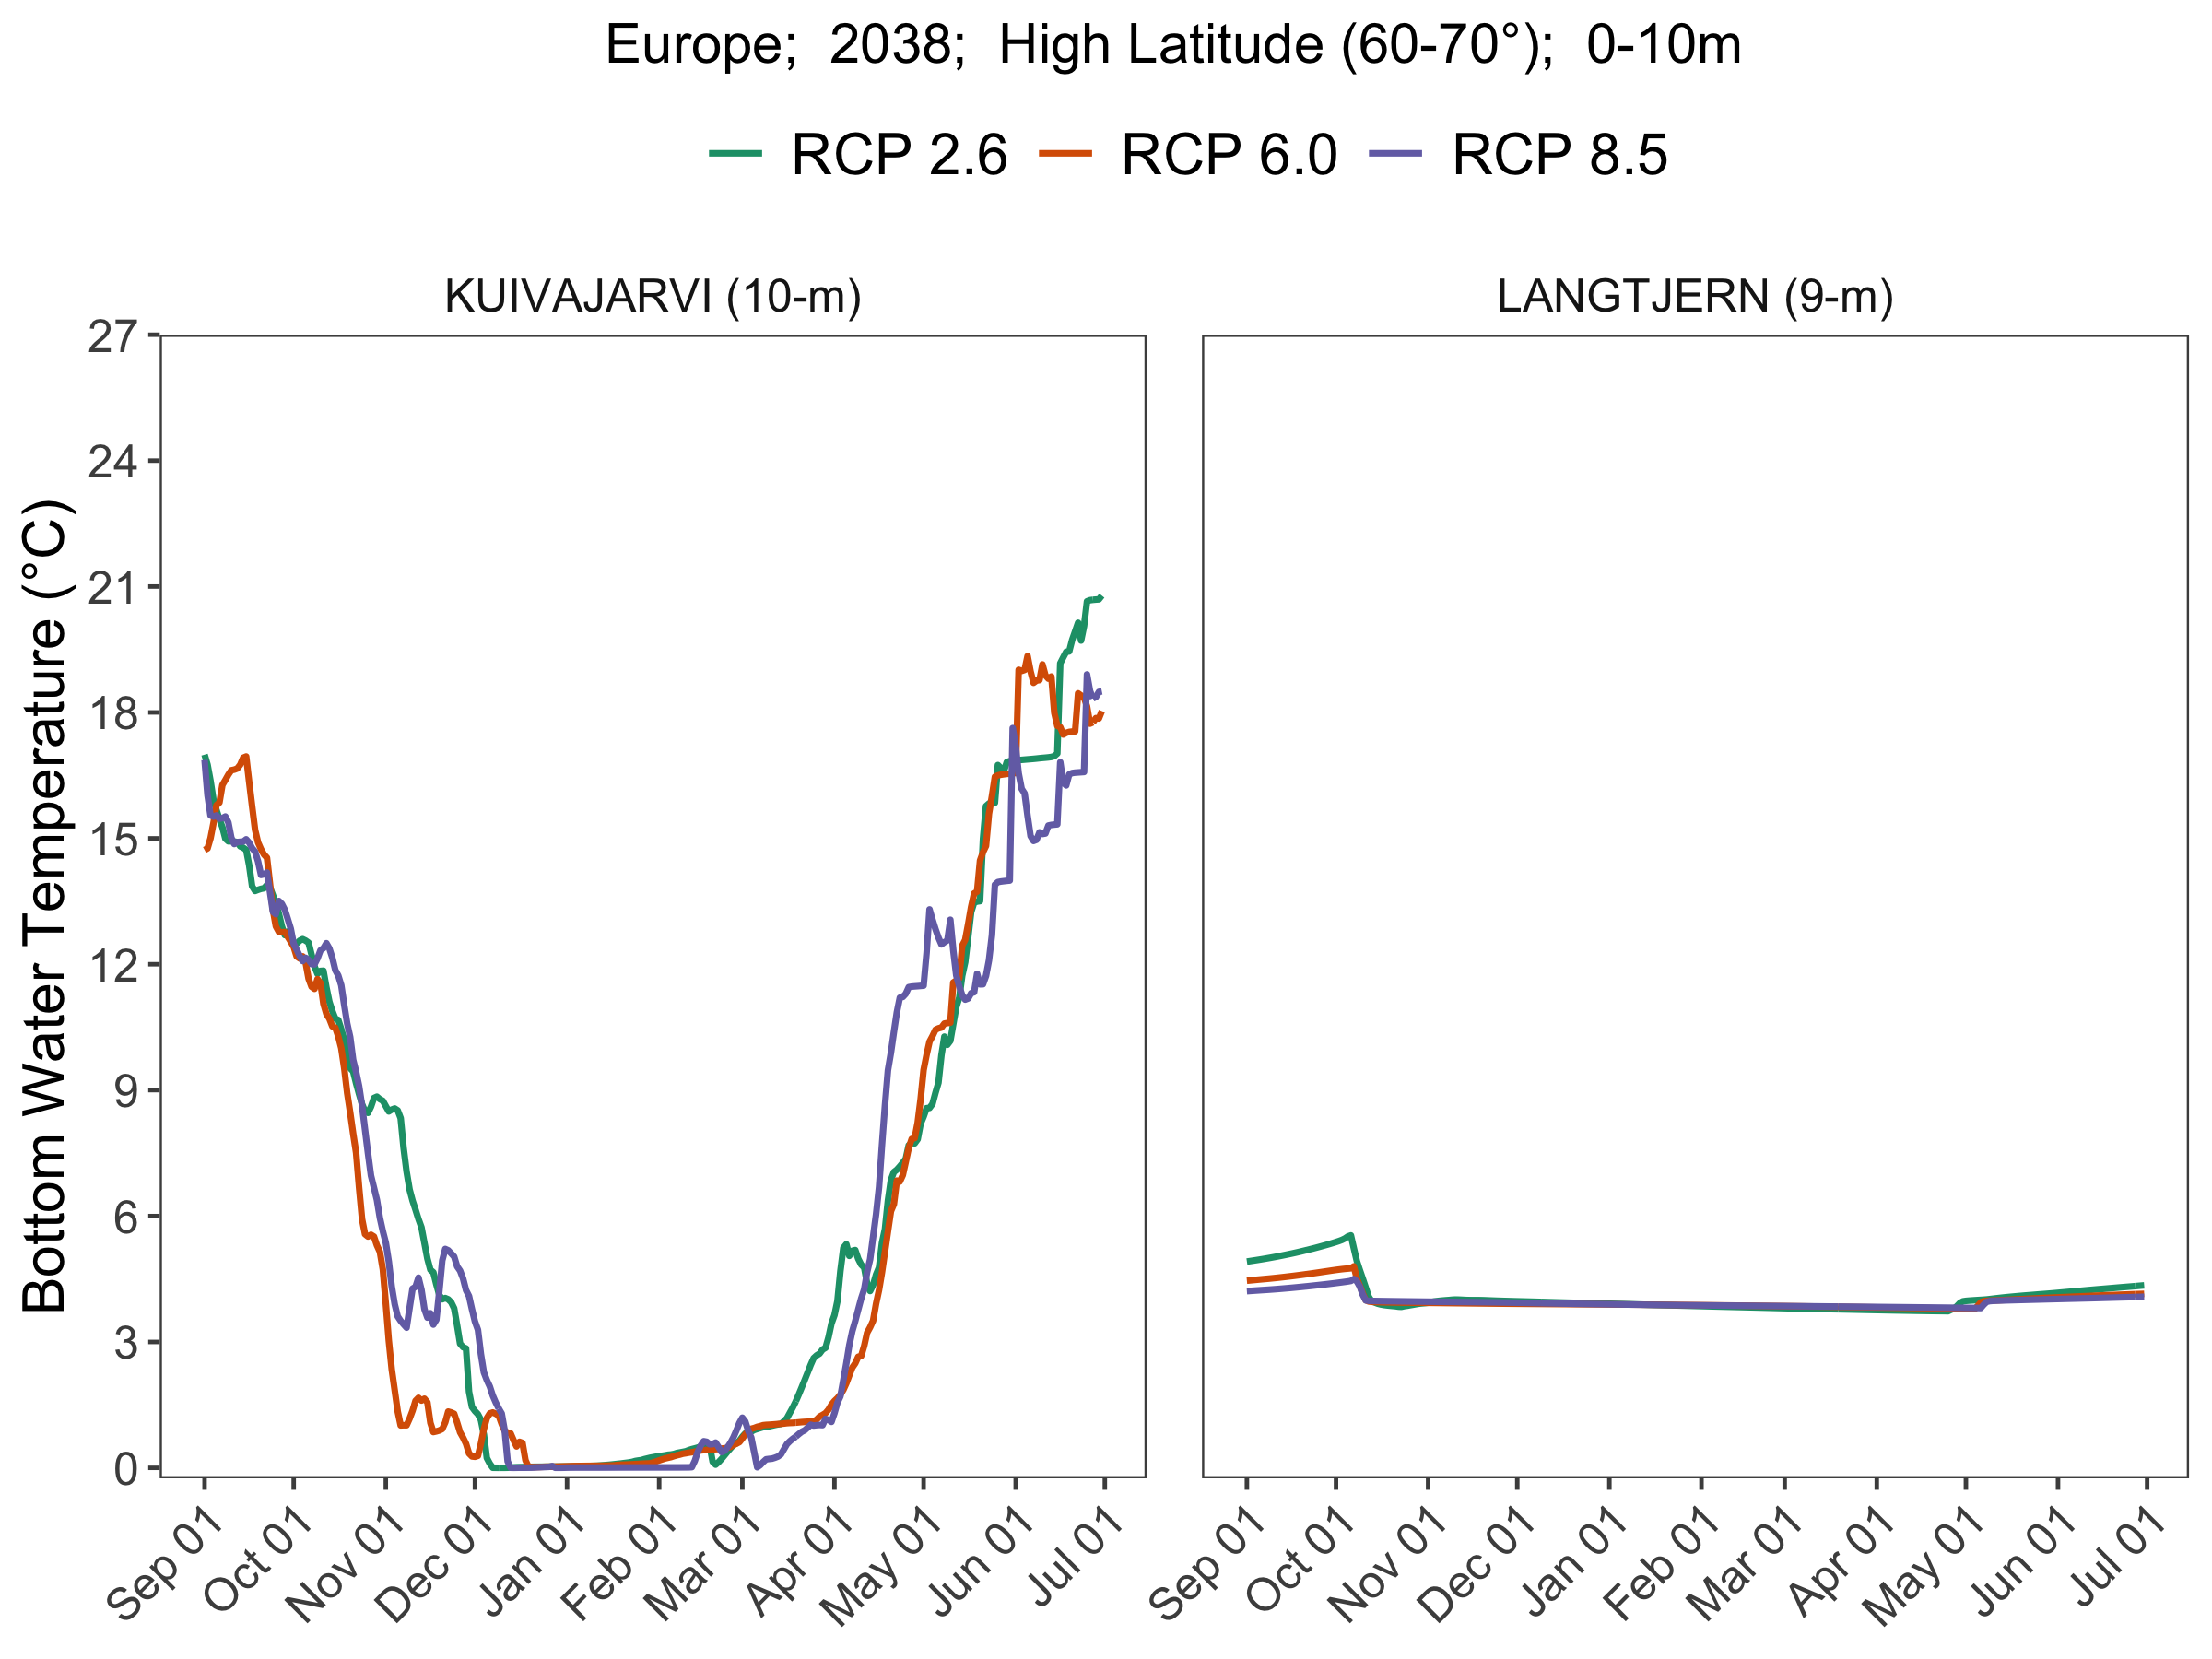 Europe;  2038;  High Latitude (60-70°);  0-10m
RCP 2.6 RCP 6.0 RCP 8.5
KUIVAJARVI (10-m) LANGTJERN (9-m)
Bottom Water Temperature (°C)
27
24
21
18
15
12
9
6
3
0
Sep 01 Oct 01 Nov 01 Dec 01 Jan 01 Feb 01 Mar 01 Apr 01 May 01 Jun 01 Jul 01 Sep 01 Oct 01 Nov 01 Dec 01 Jan 01 Feb 01 Mar 01 Apr 01 May 01 Jun 01 Jul 01